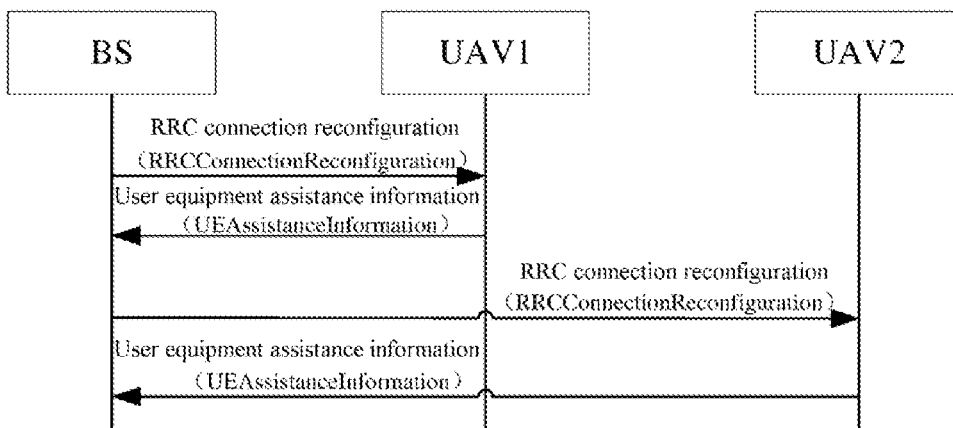 BS
UAV1
UAV2
RRC connection reconfiguration
（RRCConnectionReconfiguration）
User equipment assistance information
（UEAssistanceInformation）
RRC connection reconfiguration
（RRCConnectionReconfiguration）
User equipment assistance information
（UEAssistanceInformation）